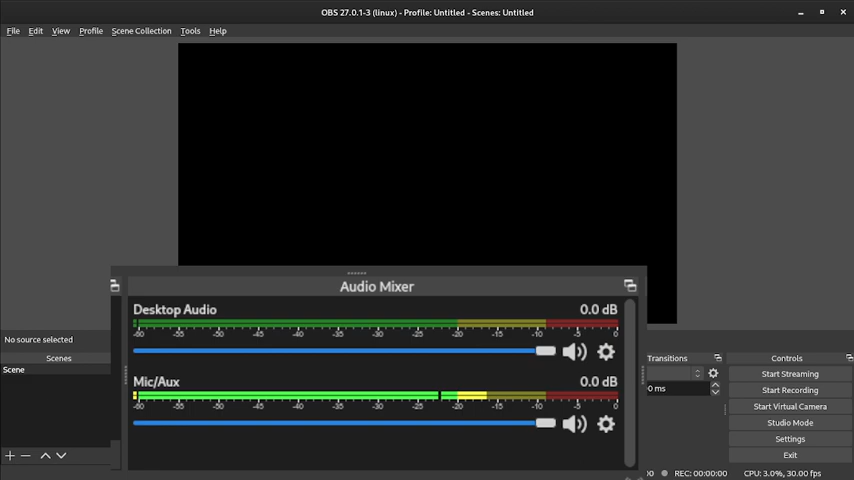 OBS 27.0.1-3 (linux) - Profile: Untitled - Scenes: Untitled
File Edit View Profile Scene Collection Tools Help
No source selected
Scenes
Scene
Audio Mixer
Desktop Audio 0.0 dB
-60 -55 -50 -45 -40 -35 -30 -25 -20 -15 -10 -5 0
Mic/Aux 0.0 dB
-60 -55 -50 -45 -40 -35 -30 -25 -20 -15 -10 -5 0
Transitions
0 ms
Controls
Start Streaming
Start Recording
Start Virtual Camera
Studio Mode
Settings
Exit
00 REC: 00:00:00 CPU: 3.0%, 30.00 fps